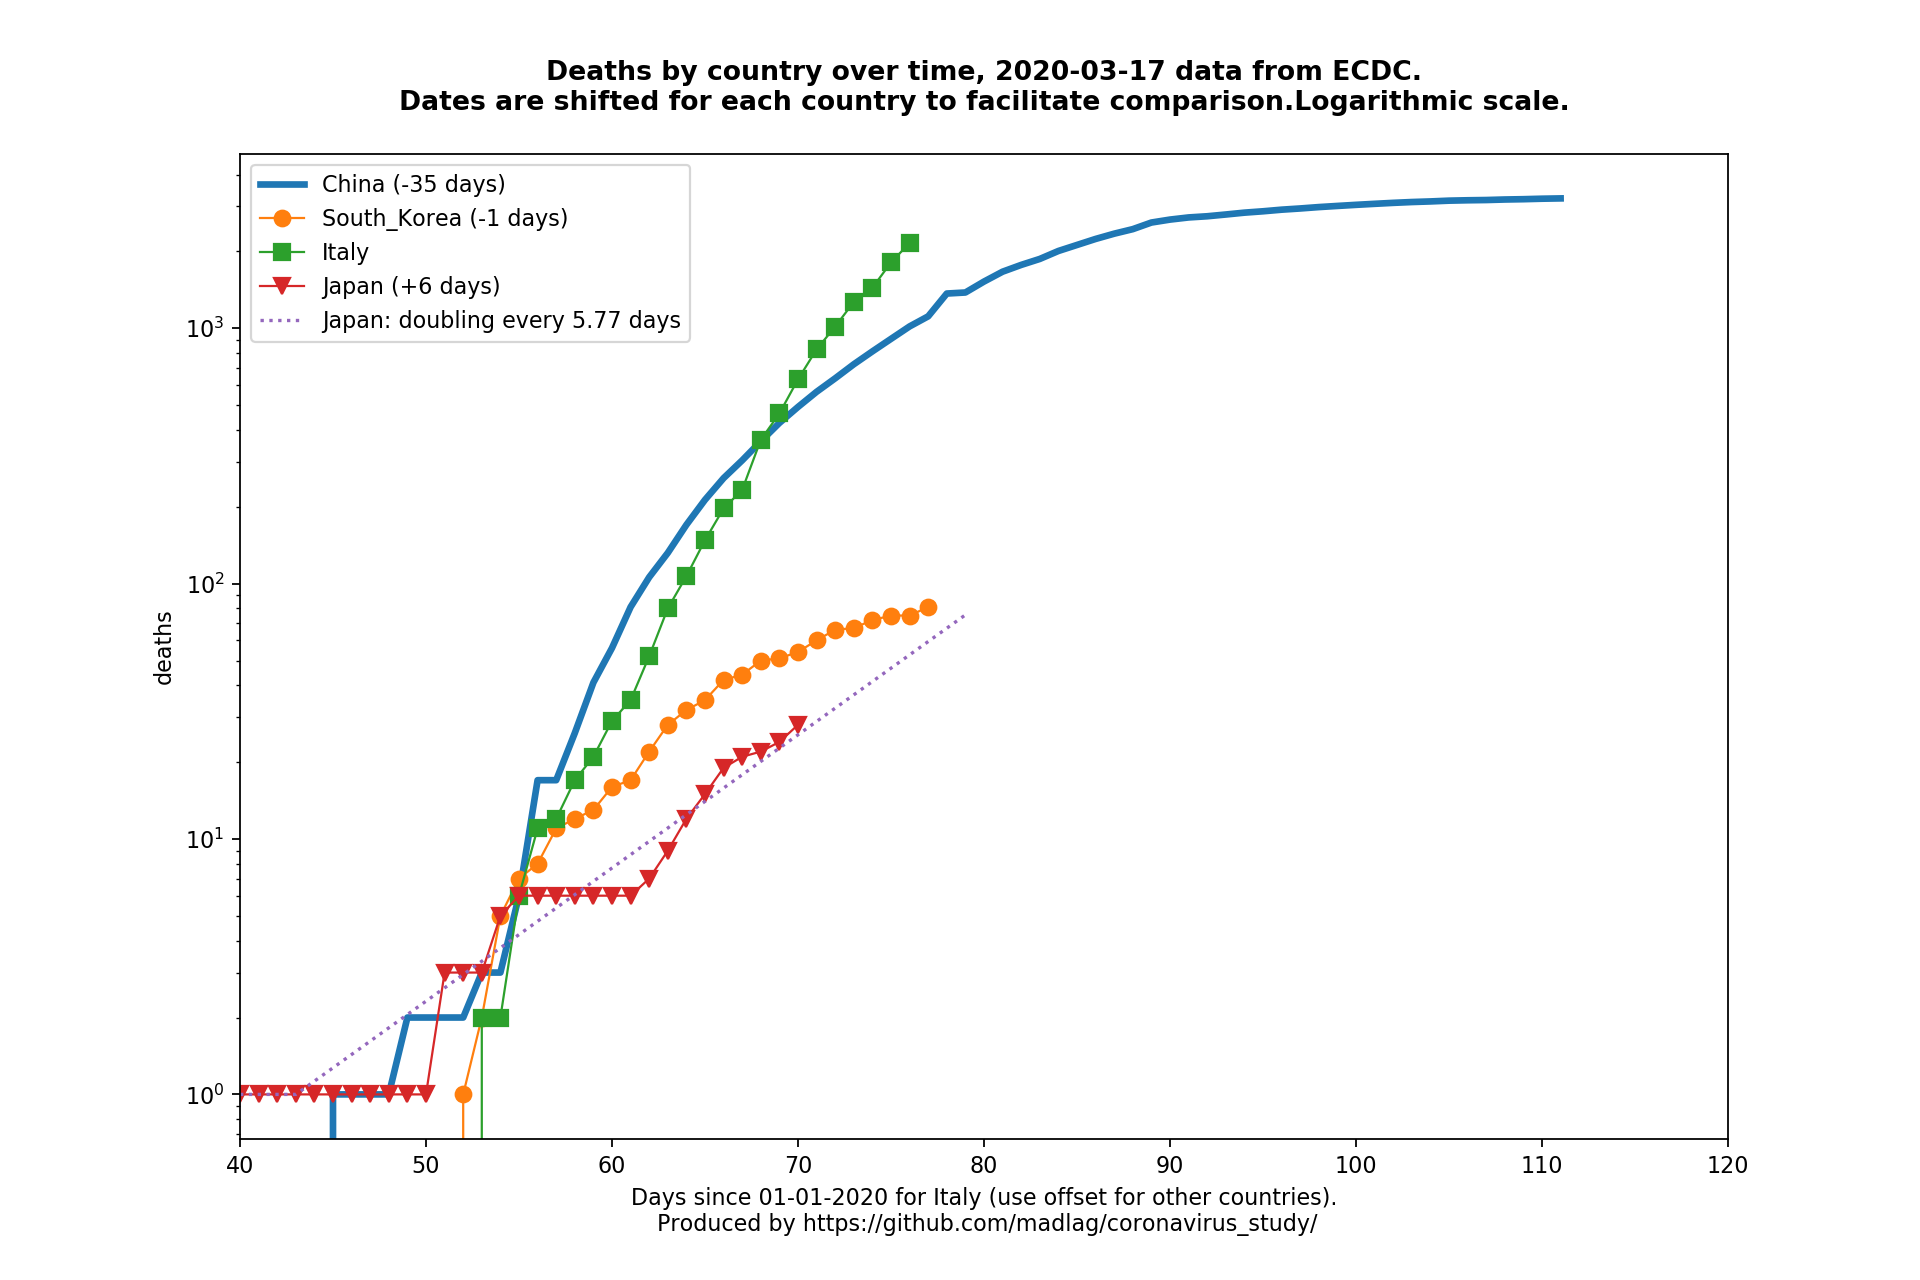 Deaths by country over time, 2020-03-17 data from ECDC.
Dates are shifted for each country to facilitate comparison.Logarithmic scale.
China (-35 days)
South_Korea (-1 days)
Italy
Japan (+6 days)
Japan: doubling every 5.77 days
10³
10²
10¹
10⁰
deaths
40 50 60 70 80 90 100 110 120
Days since 01-01-2020 for Italy (use offset for other countries).
Produced by https://github.com/madlag/coronavirus_study/